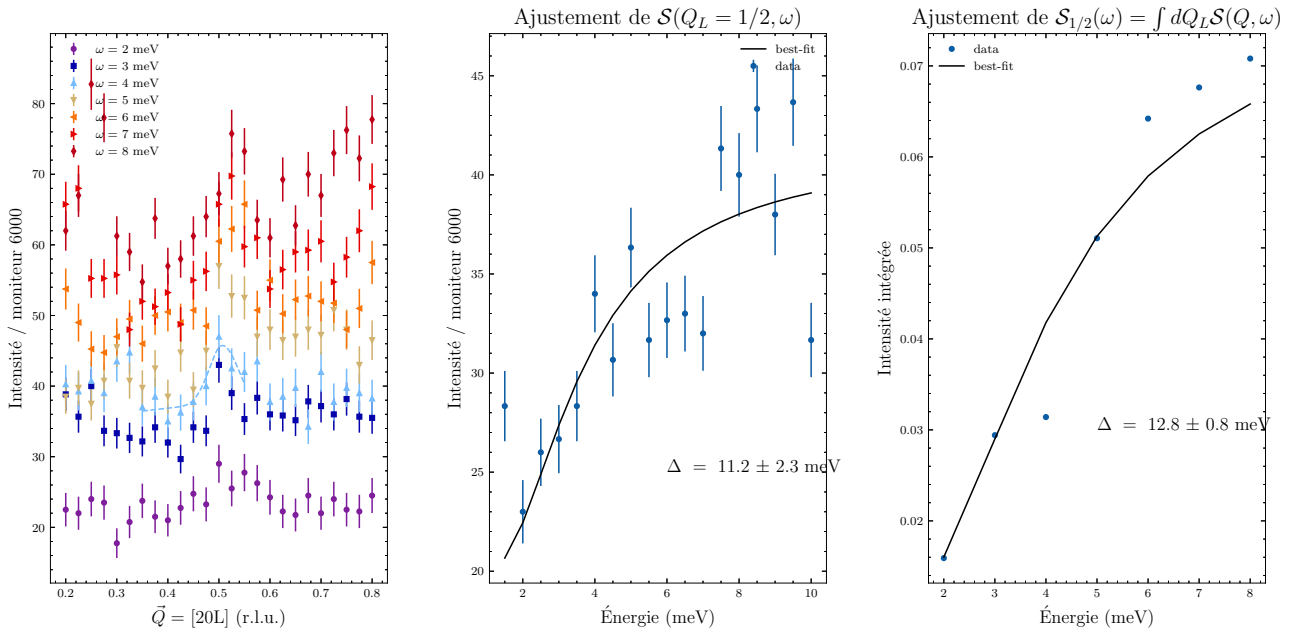 Ajustement de 𝒮(Q_L = 1/2, ω)
Ajustement de 𝒮_{1/2}(ω) = ∫ dQ_L 𝒮(Q, ω)
ω = 2 meV
ω = 3 meV
ω = 4 meV
ω = 5 meV
ω = 6 meV
ω = 7 meV
ω = 8 meV
80
70
60
50
40
30
20
0.2 0.3 0.4 0.5 0.6 0.7 0.8
Intensité / moniteur 6000
Q⃗ = [20L] (r.l.u.)
best-fit
data
45
40
35
30
25
20
2 4 6 8 10
Intensité / moniteur 6000
Énergie (meV)
Δ = 11.2 ± 2.3 meV
data
best-fit
0.07
0.06
0.05
0.04
0.03
0.02
2 3 4 5 6 7 8
Intensité intégrée
Énergie (meV)
Δ = 12.8 ± 0.8 meV